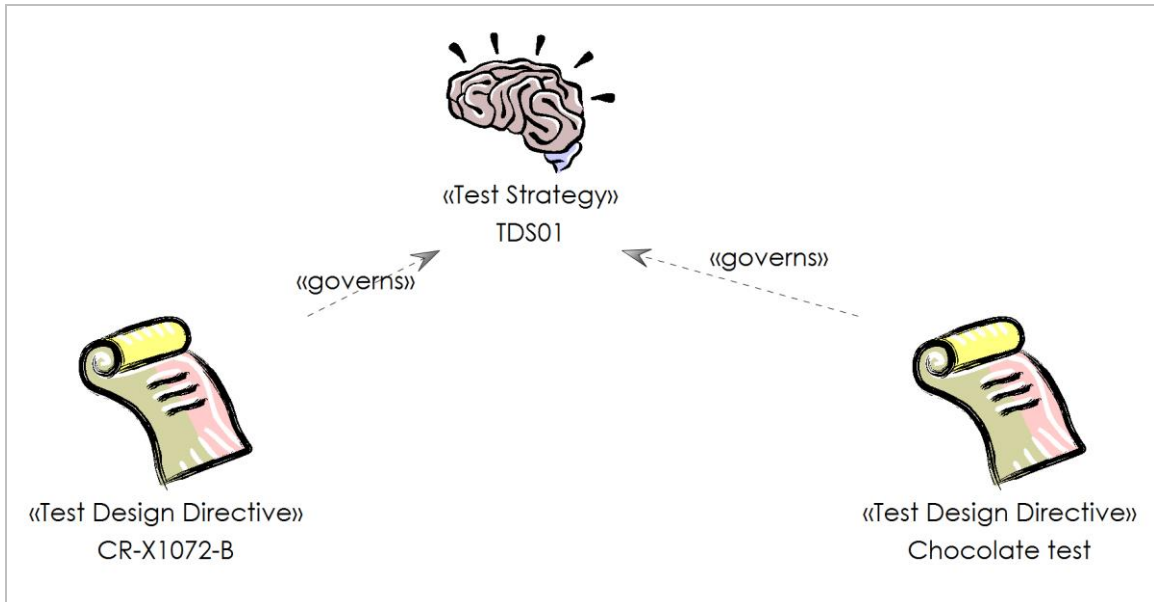 «Test Strategy»
TDS01
«governs»
«governs»
«Test Design Directive»
CR-X1072-B
«Test Design Directive»
Chocolate test